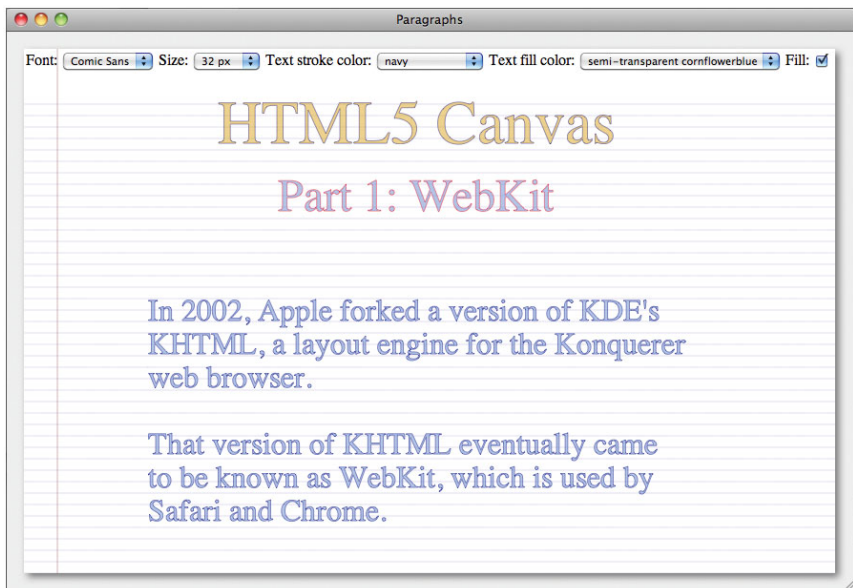 Paragraphs
Font: Comic Sans Size: 32 px Text stroke color: navy Text fill color: semi-transparent cornflowerblue Fill:
HTML5 Canvas
Part 1: WebKit
In 2002, Apple forked a version of KDE's
KHTML, a layout engine for the Konquerer
web browser.
That version of KHTML eventually came
to be known as WebKit, which is used by
Safari and Chrome.